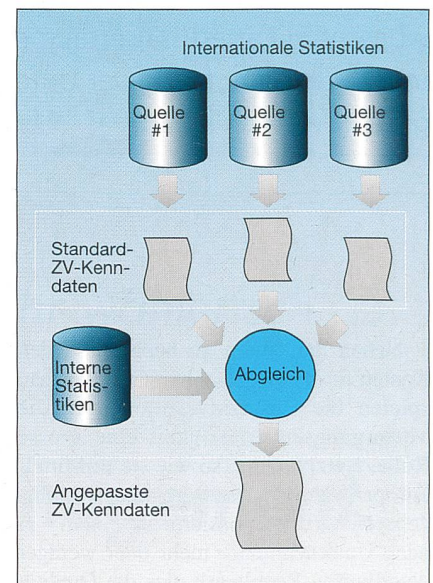 Internationale Statistiken
Quelle
#1
Quelle
#2
Quelle
#3
Standard-
ZV-Kenn-
daten
Interne
Statis-
tiken
Abgleich
Angepasste
ZV-Kenndaten